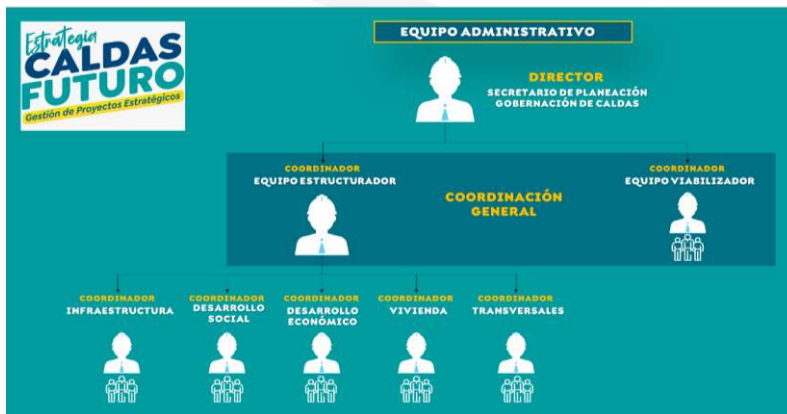 Estrategia
CALDAS
FUTURO
Gestión de Proyectos Estratégicos
EQUIPO ADMINISTRATIVO
DIRECTOR
SECRETARIO DE PLANEACIÓN
GOBERNACIÓN DE CALDAS
COORDINADOR
EQUIPO ESTRUCTURADOR
COORDINACIÓN
GENERAL
COORDINADOR
EQUIPO VIABILIZADOR
COORDINADOR
INFRAESTRUCTURA
COORDINADOR
DESARROLLO
SOCIAL
COORDINADOR
DESARROLLO
ECONÓMICO
COORDINADOR
VIVIENDA
COORDINADOR
TRANSVERSALES